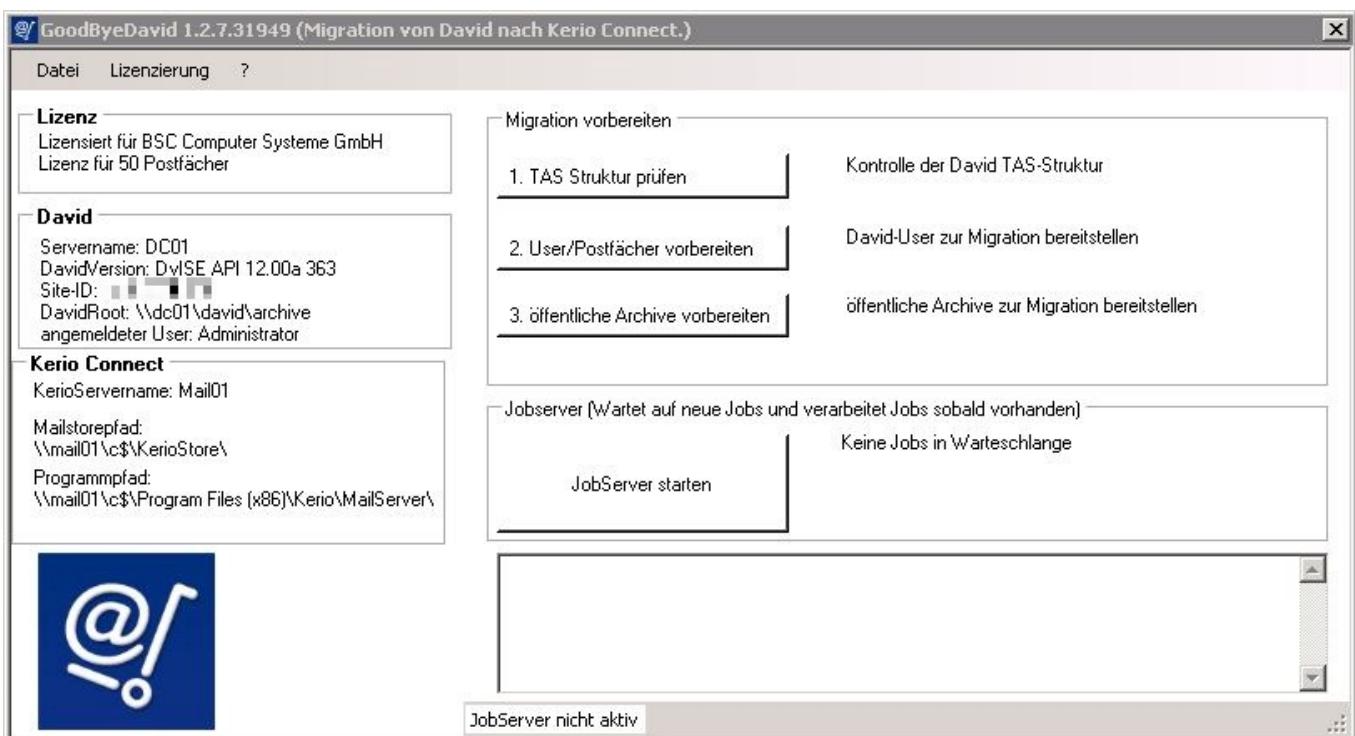 GoodByeDavid 1.2.7.31949 (Migration von David nach Kerio Connect.)
Datei Lizenzierung ?
Lizenz
Lizensiert für BSC Computer Systeme GmbH
Lizenz für 50 Postfächer
David
Servername: DC01
DavidVersion: DvISE API 12.00a 363
Site-ID:
DavidRoot: \\dc01\david\archive
angemeldeter User: Administrator
Kerio Connect
KerioServername: Mail01
Mailstorepfad:
\\mail01\c$\KerioStore\
Programmpfad:
\\mail01\c$\Program Files (x86)\Kerio\MailServer\
Migration vorbereiten
1. TAS Struktur prüfen
Kontrolle der David TAS-Struktur
2. User/Postfächer vorbereiten
David-User zur Migration bereitstellen
3. öffentliche Archive vorbereiten
öffentliche Archive zur Migration bereitstellen
Jobserver (Wartet auf neue Jobs und verarbeitet Jobs sobald vorhanden)
JobServer starten
Keine Jobs in Warteschlange
JobServer nicht aktiv